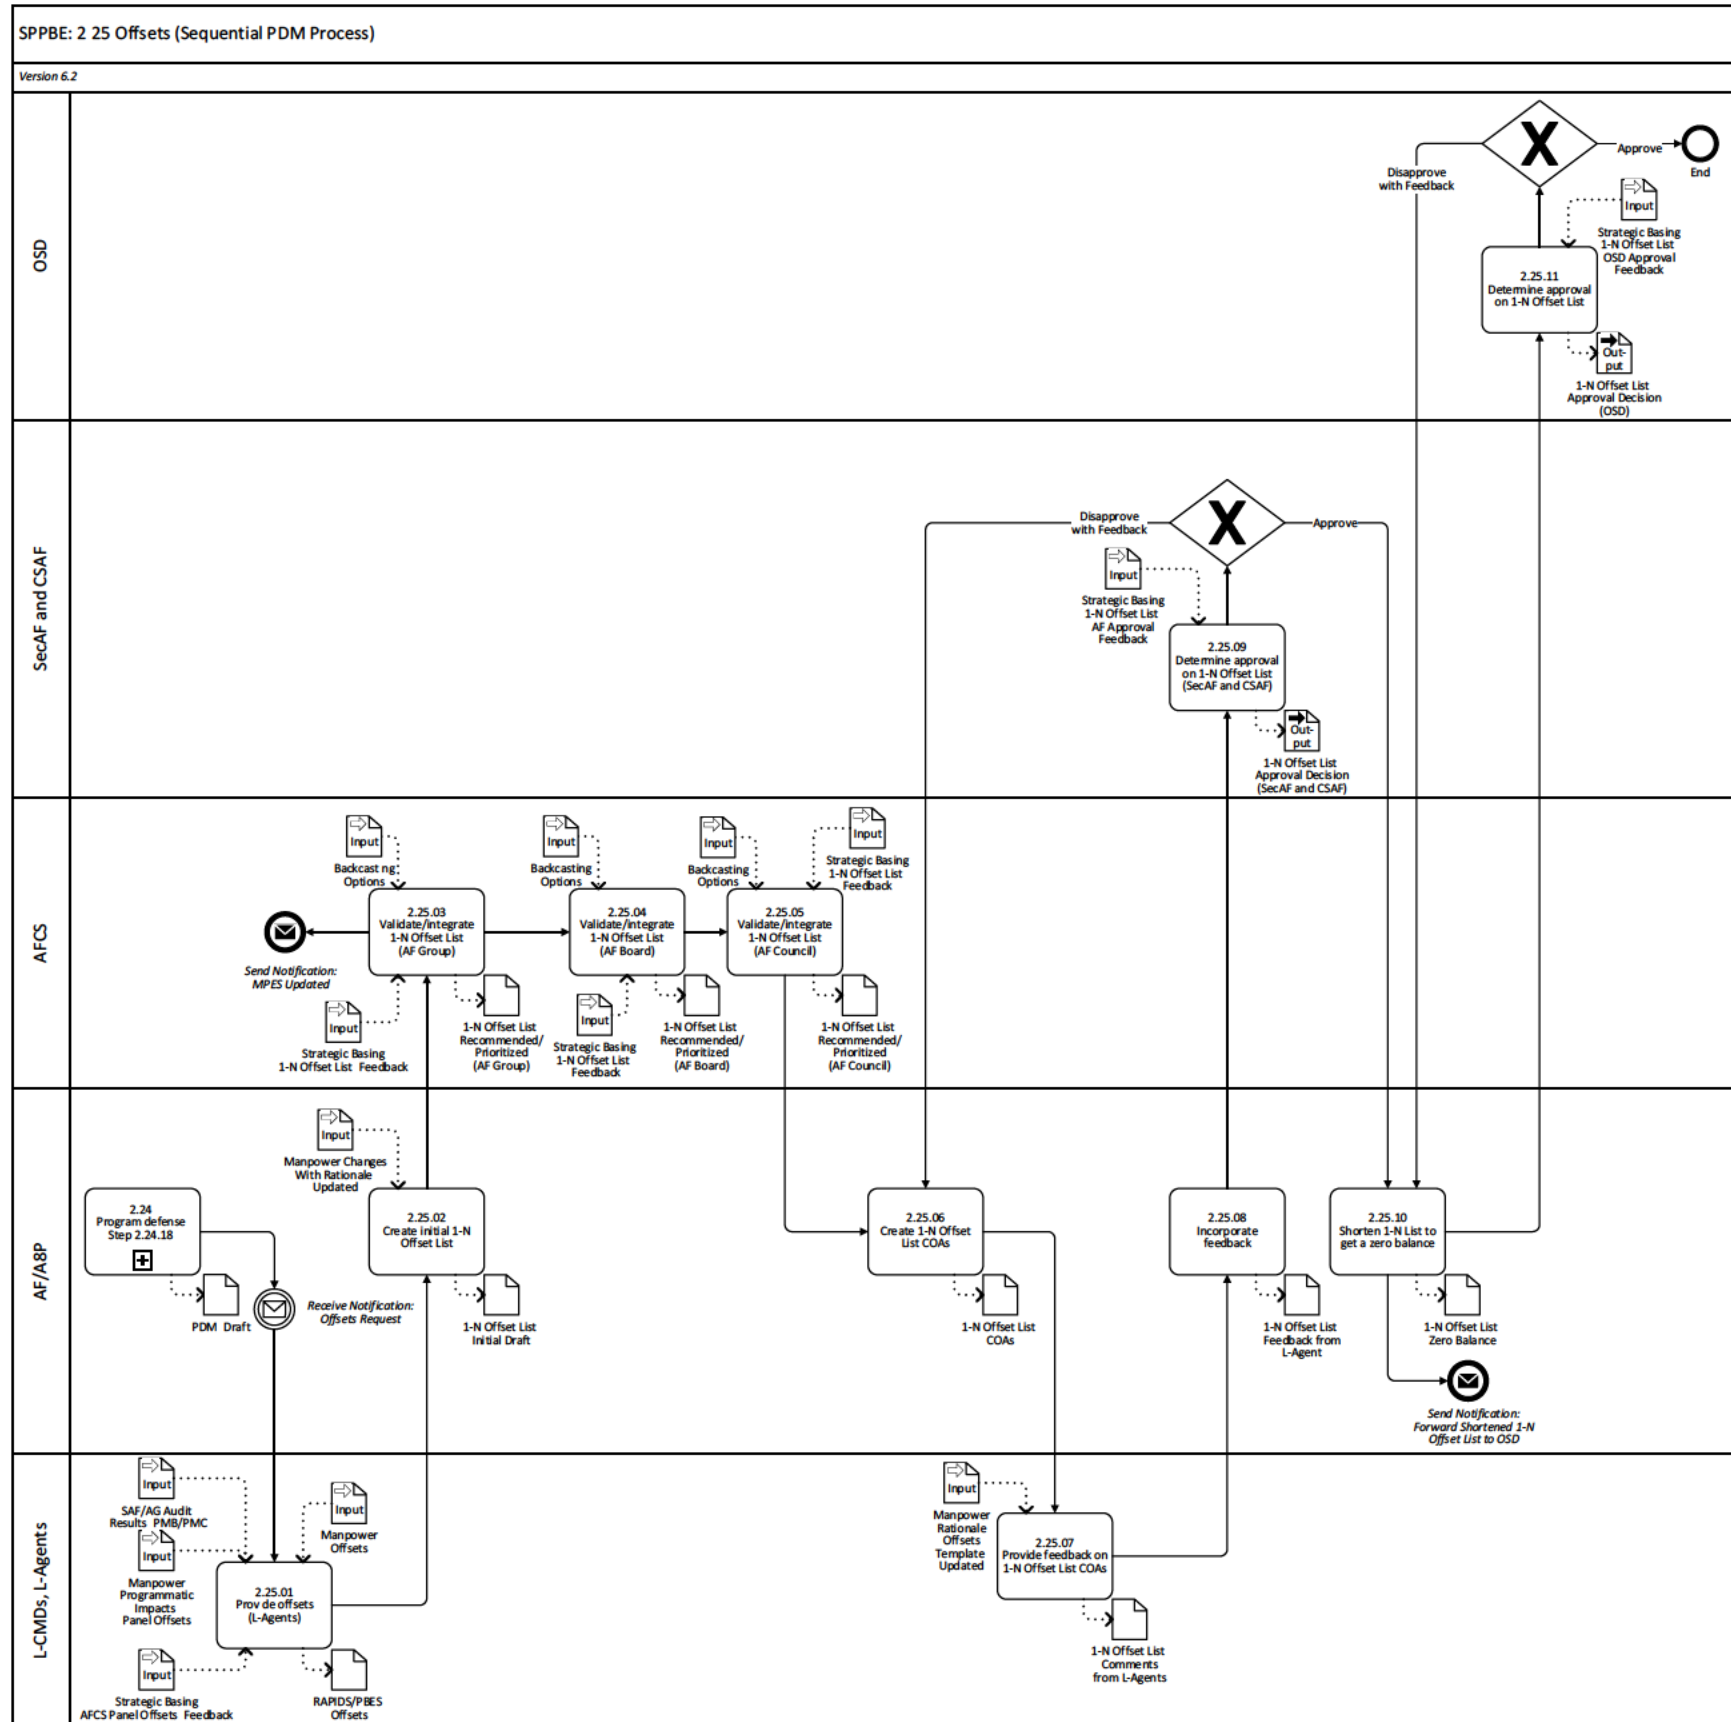 SPPBE: 2 25 Offsets (Sequential PDM Process)
Version 6.2
OSD
Disapprove
with Feedback
Approve
End
Input
Strategic Basing
1-N Offset List
OSD Approval
Feedback
2.25.11
Determine approval
on 1-N Offset List
Out-
put
1-N Offset List
Approval Decision
(OSD)
SecAF and CSAF
Disapprove
with Feedback
Approve
Input
Strategic Basing
1-N Offset List
AF Approval
Feedback
2.25.09
Determine approval
on 1-N Offset List
(SecAF and CSAF)
Out-
put
1-N Offset List
Approval Decision
(SecAF and CSAF)
AFCS
Input
Backcasting
Options
Input
Backcasting
Options
Input
Backcasting
Options
Input
Strategic Basing
1-N Offset List
Feedback
2.25.03
Validate/integrate
1-N Offset List
(AF Group)
2.25.04
Validate/integrate
1-N Offset List
(AF Board)
2.25.05
Validate/integrate
1-N Offset List
(AF Council)
Send Notification:
MPES Updated
Input
Strategic Basing
1-N Offset List Feedback
1-N Offset List
Recommended/
Prioritized
(AF Group)
Input
Strategic Basing
1-N Offset List
Feedback
1-N Offset List
Recommended/
Prioritized
(AF Board)
1-N Offset List
Recommended/
Prioritized
(AF Council)
AF/A8P
Input
Manpower Changes
With Rationale
Updated
2.24
Program defense
Step 2.24.18
PDM Draft
Receive Notification:
Offsets Request
2.25.02
Create initial 1-N
Offset List
1-N Offset List
Initial Draft
2.25.06
Create 1-N Offset
List COAs
1-N Offset List
COAs
2.25.08
Incorporate
feedback
1-N Offset List
Feedback from
L-Agent
2.25.10
Shorten 1-N List to
get a zero balance
1-N Offset List
Zero Balance
Send Notification:
Forward Shortened 1-N
Offset List to OSD
L-CMDs, L-Agents
Input
SAF/AG Audit
Results PMB/PMC
Input
Manpower
Programmatic
Impacts
Panel Offsets
Input
Manpower
Offsets
2.25.01
Prov de offsets
(L-Agents)
Input
Strategic Basing
AFCS Panel Offsets Feedback
RAPIDS/PBES
Offsets
Input
Manpower
Rationale
Offsets
Template
Updated
2.25.07
Provide feedback on
1-N Offset List COAs
1-N Offset List
Comments
from L-Agents